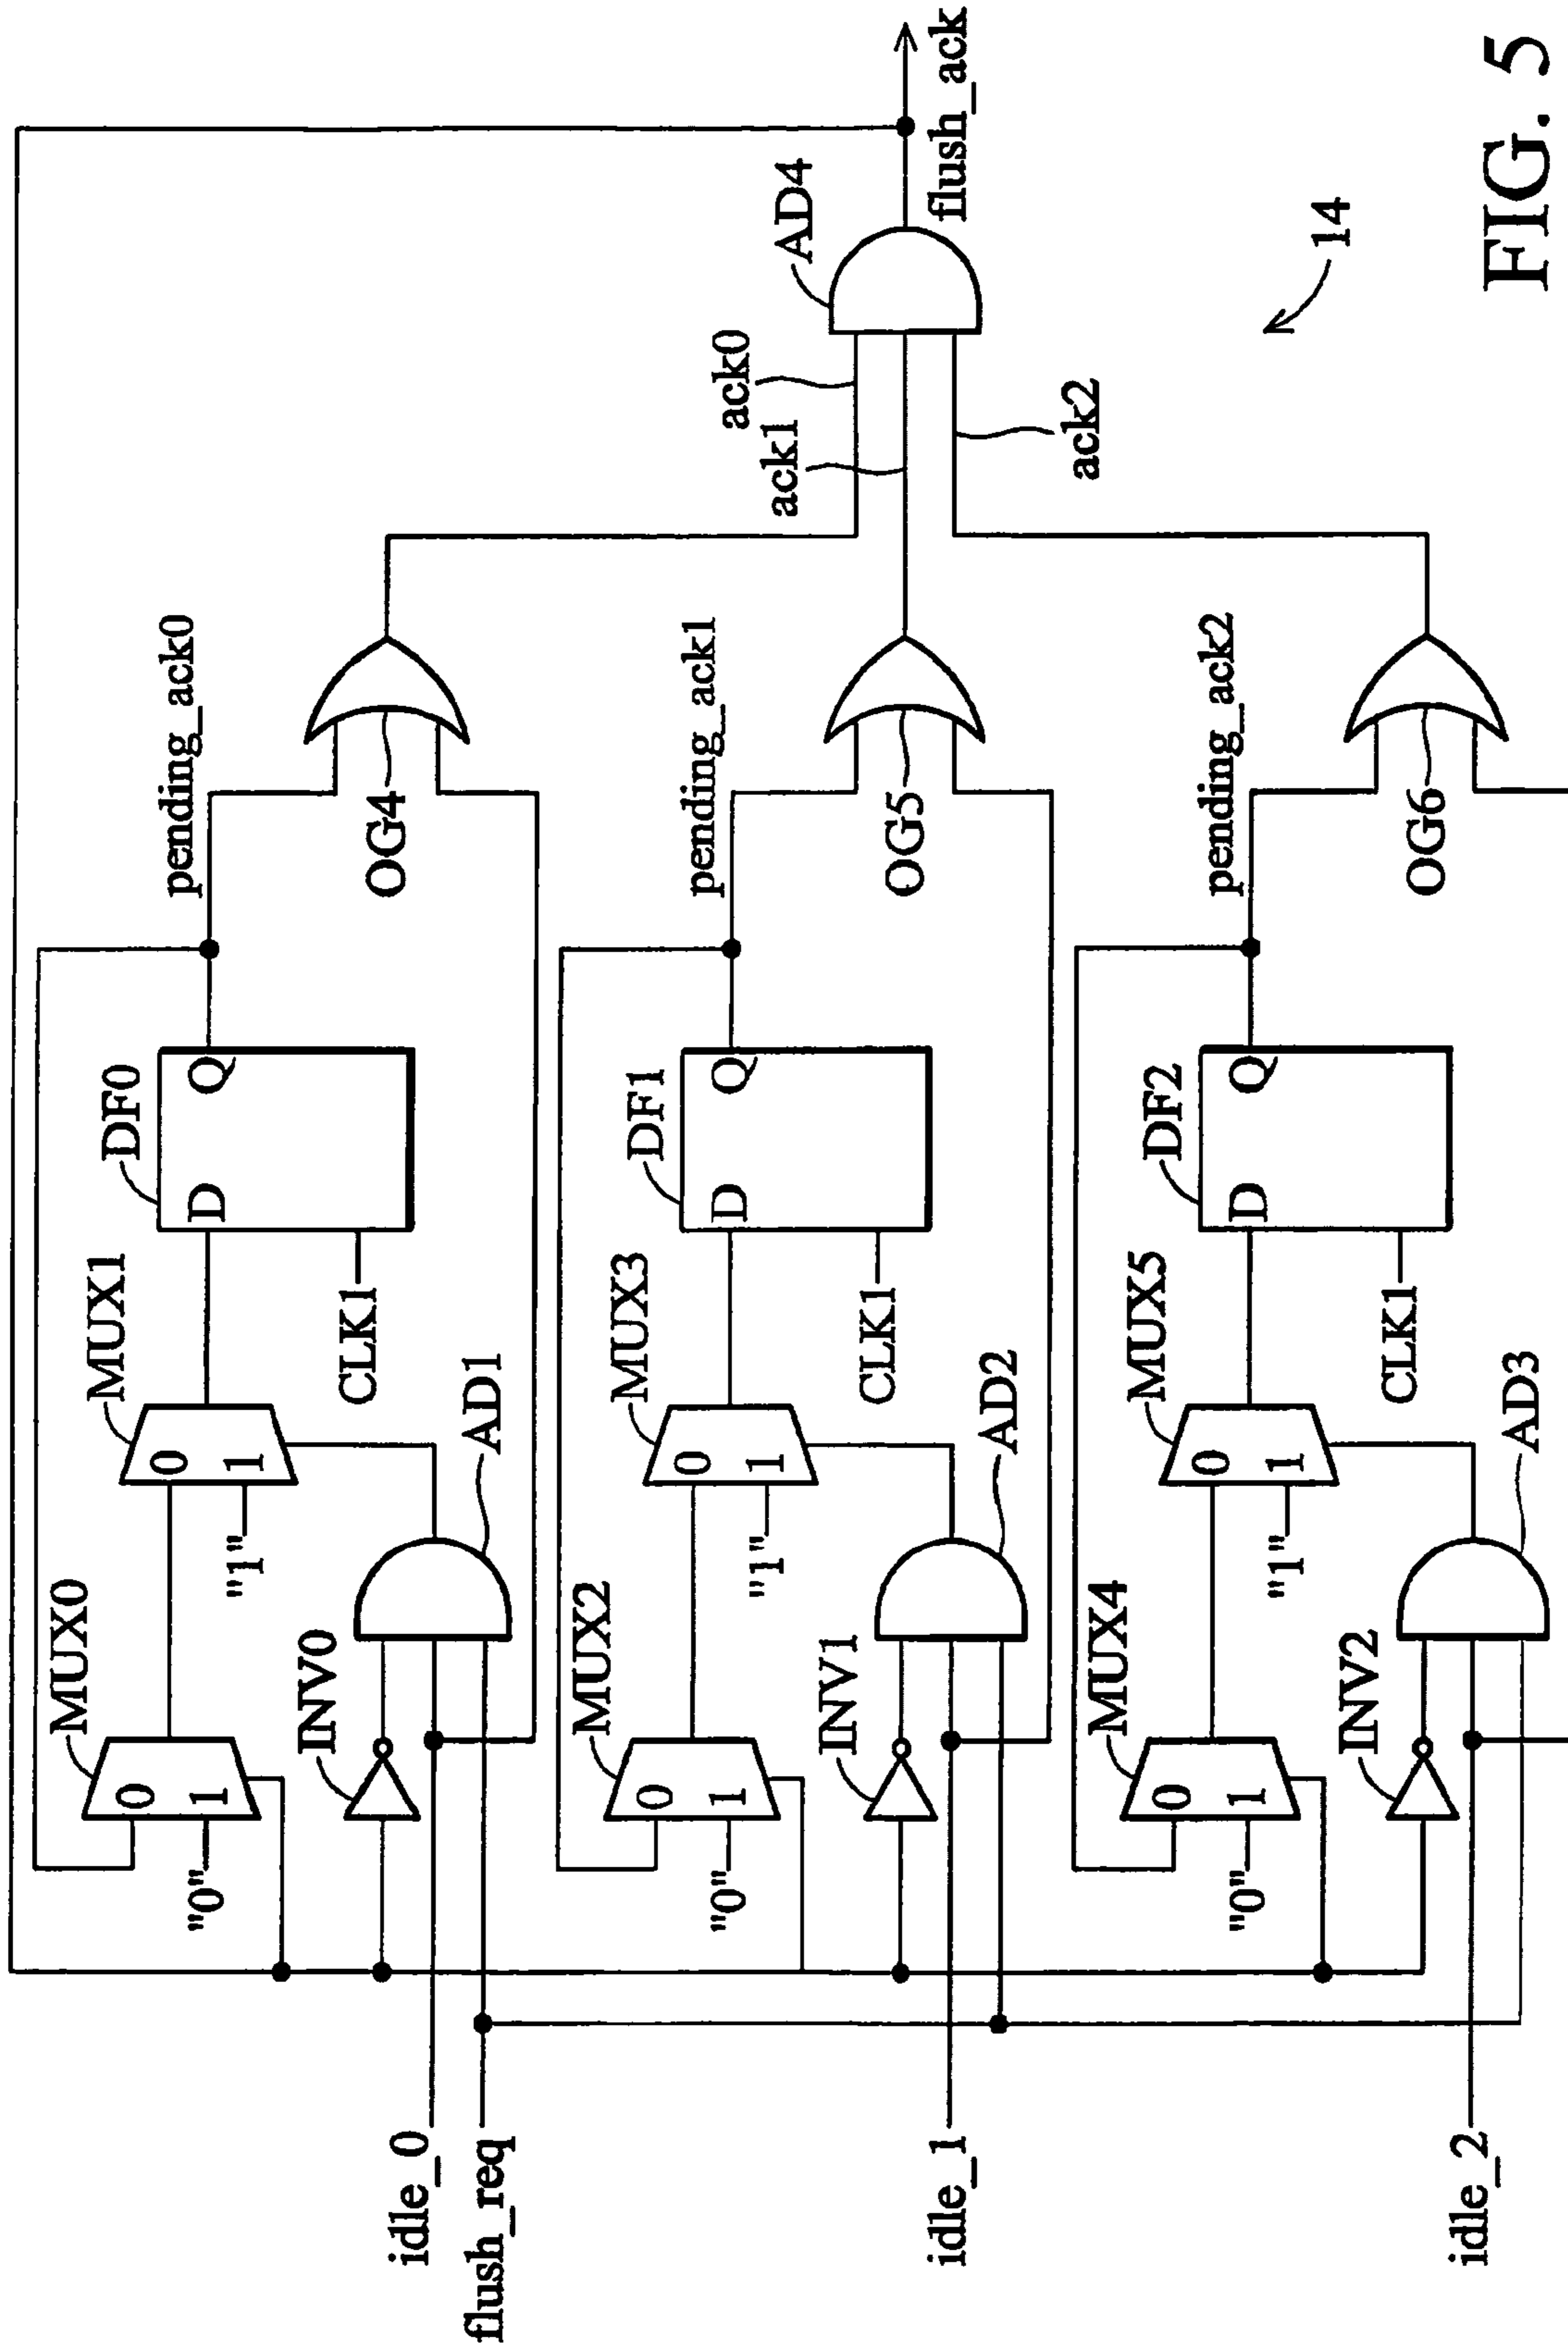 MUX0
"0"
0
1
"1"
MUX1
0
1
DF0
D
Q
CLK1
pending_ack0
INV0
AD1
OG4
idle_0
flush_req
MUX2
"0"
0
1
"1"
MUX3
0
1
DF1
D
Q
CLK1
pending_ack1
INV1
AD2
OG5
idle_1
MUX4
"0"
0
1
"1"
MUX5
0
1
DF2
D
Q
CLK1
pending_ack2
INV2
AD3
OG6
idle_2
ack0
ack1
ack2
AD4
flush_ack
14
FIG. 5